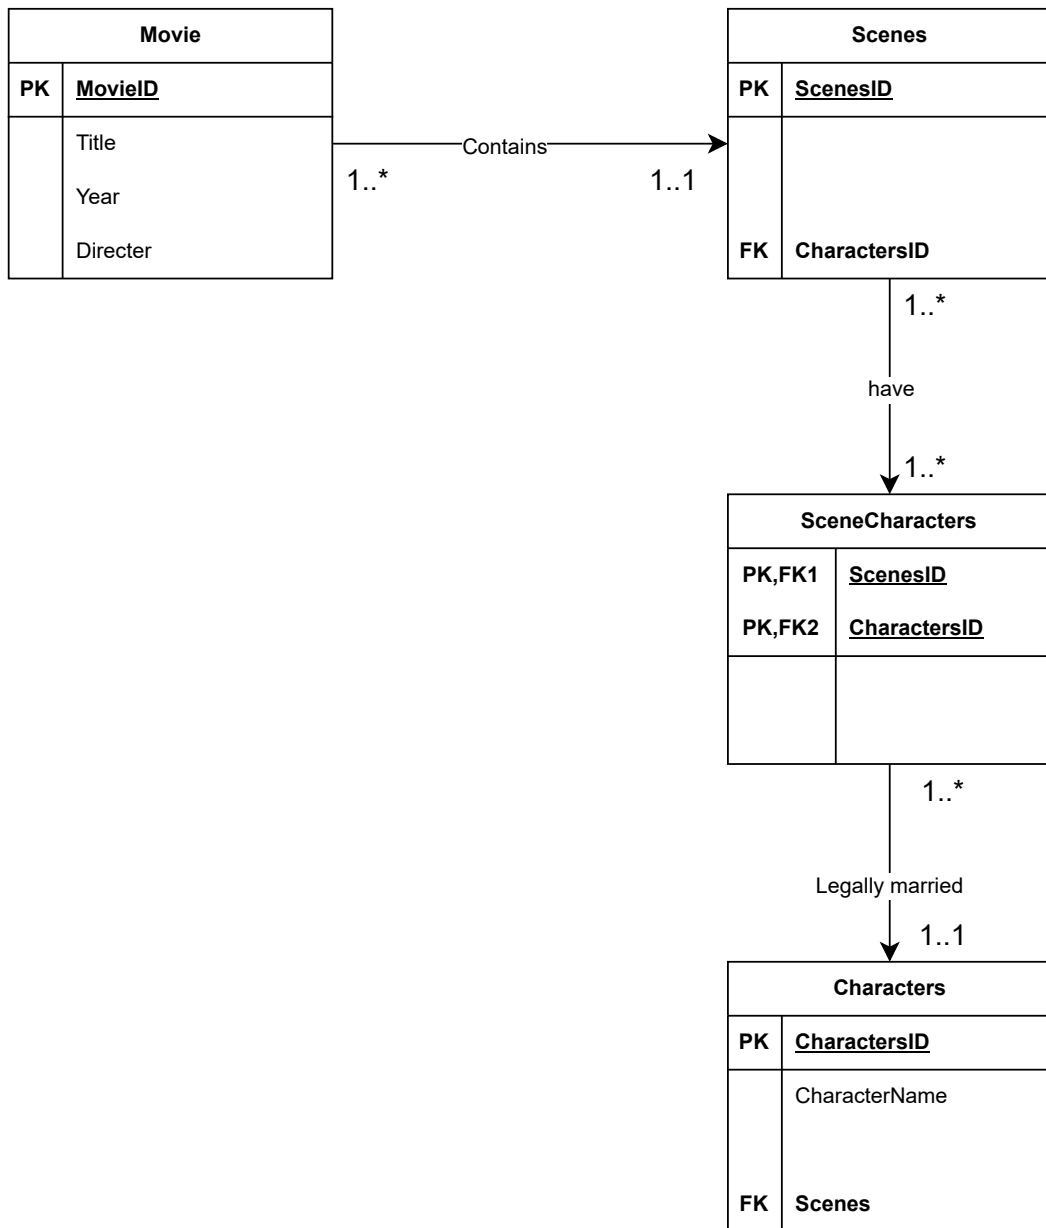 Movie
PK MovieID
Title
Year
Directer
Contains
1..*
1..1
Scenes
PK ScenesID
FK CharactersID
1..*
have
1..*
SceneCharacters
PK,FK1 ScenesID
PK,FK2 CharactersID
1..*
Legally married
1..1
Characters
PK CharactersID
CharacterName
FK Scenes